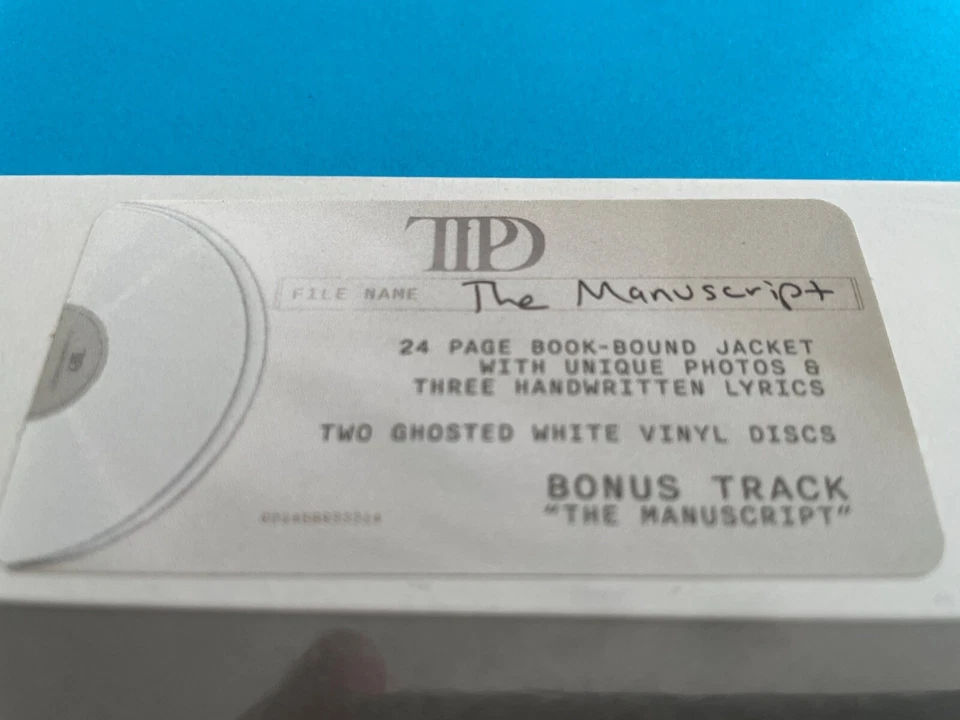 TTPD
FILE NAME The Manuscript
24 PAGE BOOK-BOUND JACKET
WITH UNIQUE PHOTOS &
THREE HANDWRITTEN LYRICS
TWO GHOSTED WHITE VINYL DISCS
BONUS TRACK
"THE MANUSCRIPT"